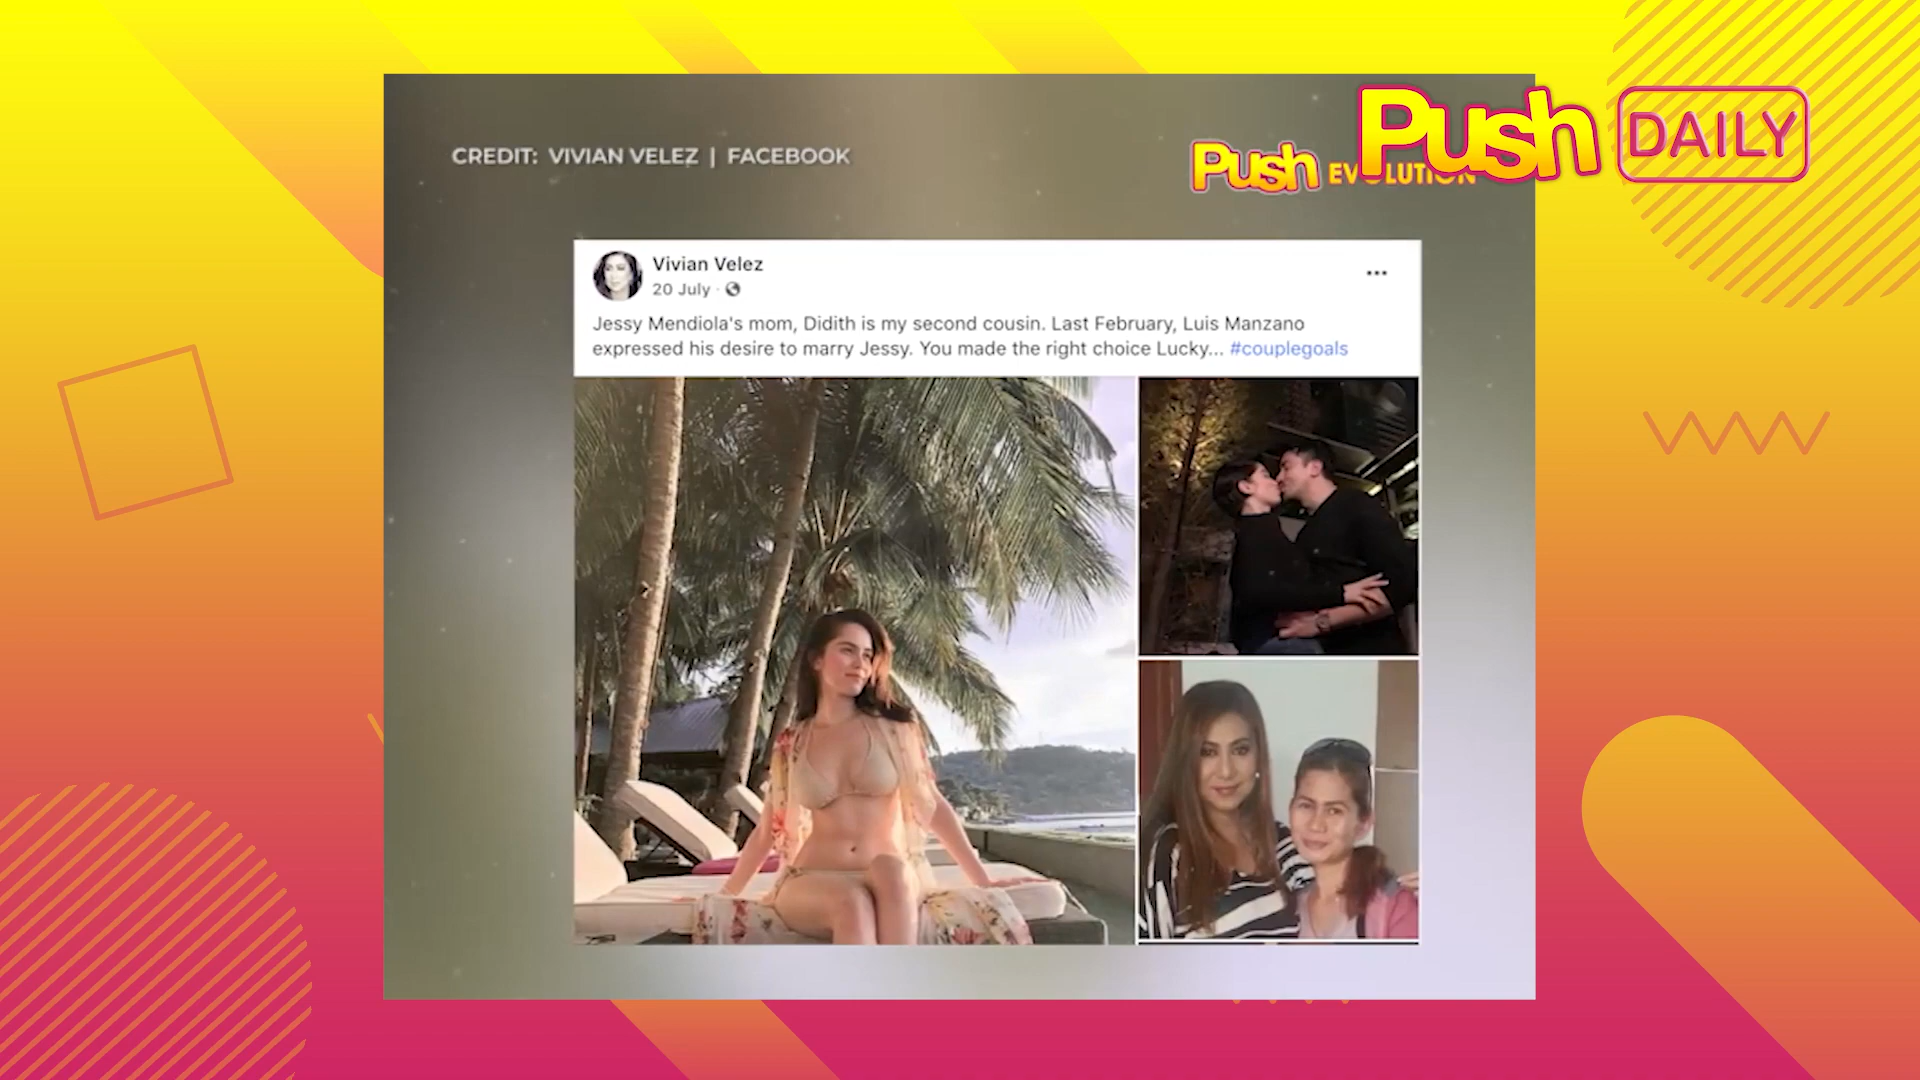 CREDIT: VIVIAN VELEZ | FACEBOOK
Push EVOLUTION
Push DAILY
Vivian Velez
20 July ·
Jessy Mendiola's mom, Didith is my second cousin. Last February, Luis Manzano
expressed his desire to marry Jessy. You made the right choice Lucky... #couplegoals